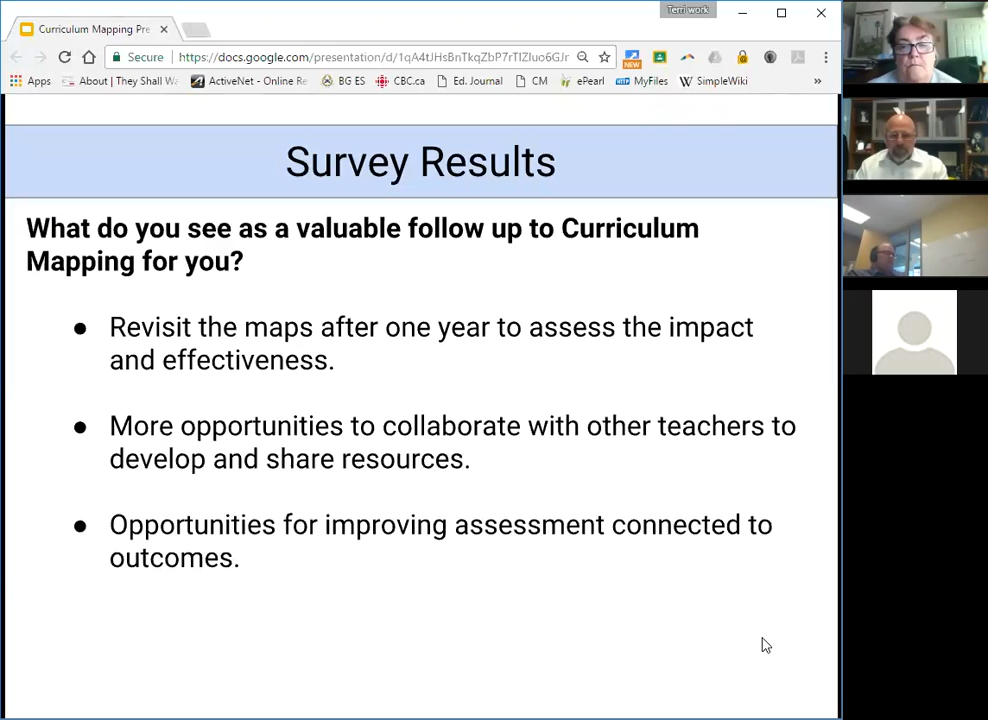 Terri work
Curriculum Mapping Pre
Secure
https://docs.google.com/presentation/d/1qA4tJHsBnTkqZbP7rTIZIuo6GJr
NEW
Apps
About | They Shall Wa
ActiveNet - Online Re
BG ES
CBC.ca
Ed. Journal
CM
ePearl
MyFiles
SimpleWiki
»
Survey Results
What do you see as a valuable follow up to Curriculum
Mapping for you?
● Revisit the maps after one year to assess the impact
and effectiveness.
● More opportunities to collaborate with other teachers to
develop and share resources.
● Opportunities for improving assessment connected to
outcomes.